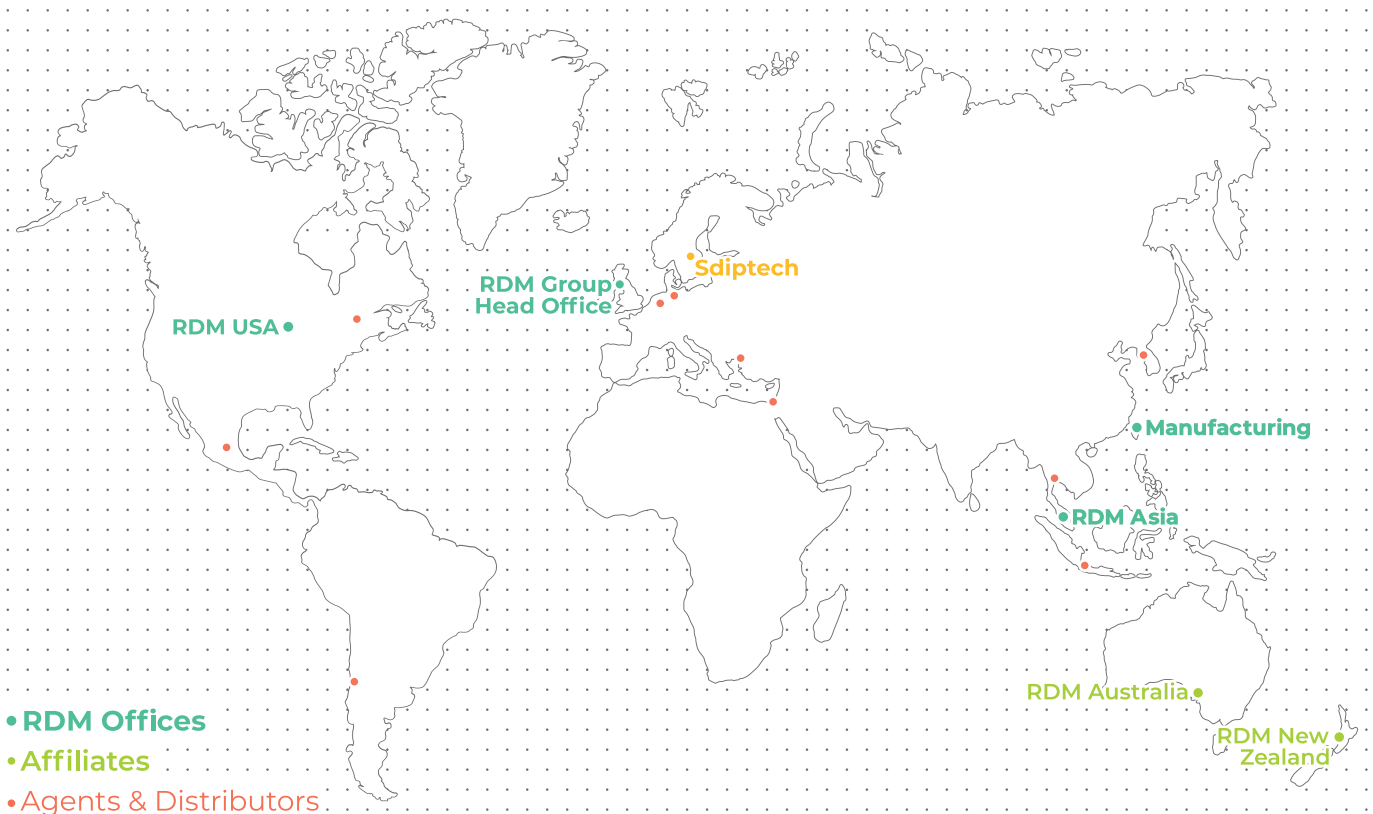 Sdiptech
RDM Group
Head Office
RDM USA
Manufacturing
RDM Asia
RDM Australia
RDM New
Zealand
RDM Offices
Affiliates
Agents & Distributors